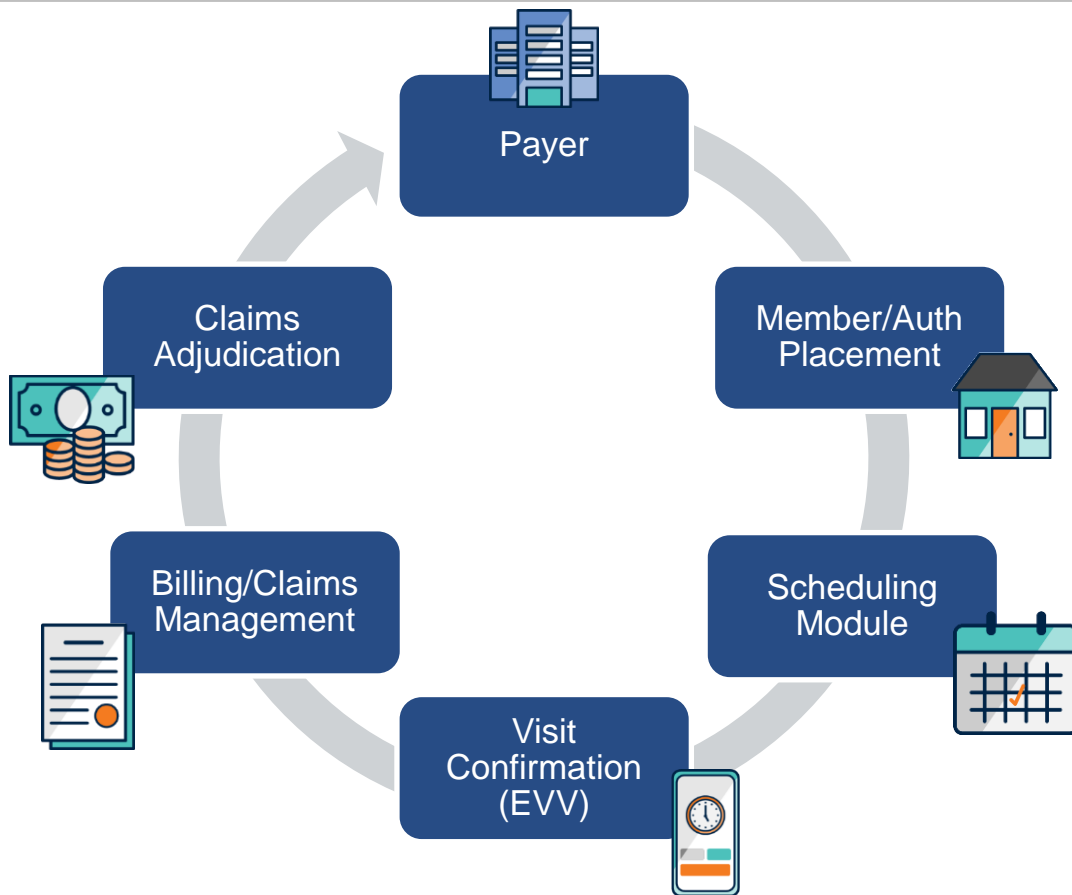 Payer
Member/Auth
Placement
Scheduling
Module
Visit
Confirmation
(EVV)
Billing/Claims
Management
Claims
Adjudication